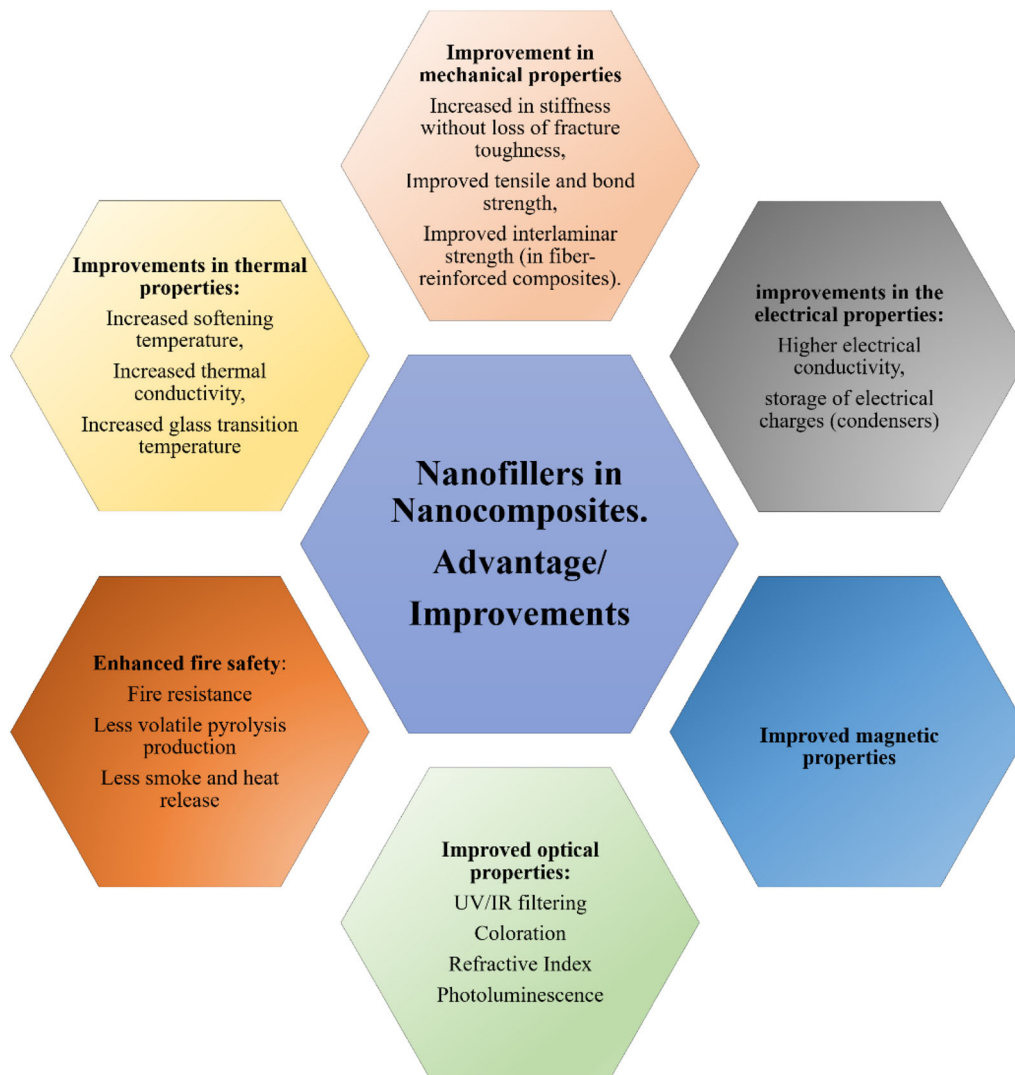 Improvement in
mechanical properties
Increased in stiffness
without loss of fracture
toughness,
Improved tensile and bond
strength,
Improved interlaminar
strength (in fiber-
reinforced composites).
Improvements in thermal
properties:
Increased softening
temperature,
Increased thermal
conductivity,
Increased glass transition
temperature
improvements in the
electrical properties:
Higher electrical
conductivity,
storage of electrical
charges (condensers)
Nanofillers in
Nanocomposites.
Advantage/
Improvements
Enhanced fire safety:
Fire resistance
Less volatile pyrolysis
production
Less smoke and heat
release
Improved magnetic
properties
Improved optical
properties:
UV/IR filtering
Coloration
Refractive Index
Photoluminescence